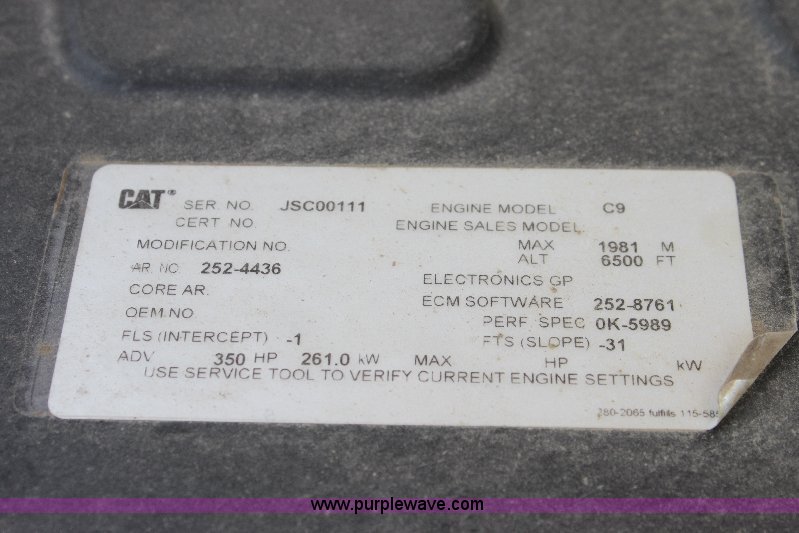 CAT® SER. NO. JSC00111 ENGINE MODEL C9
CERT NO. ENGINE SALES MODEL
MODIFICATION NO. MAX 1981 M
ALT 6500 FT
AR. NO. 252-4436 ELECTRONICS GP
CORE AR. ECM SOFTWARE 252-8761
OEM NO PERF. SPEC 0K-5989
FLS (INTERCEPT) -1 FTS (SLOPE) -31
ADV 350 HP 261.0 kW MAX HP kW
USE SERVICE TOOL TO VERIFY CURRENT ENGINE SETTINGS
280-2065 fulfills
www.purplewave.com